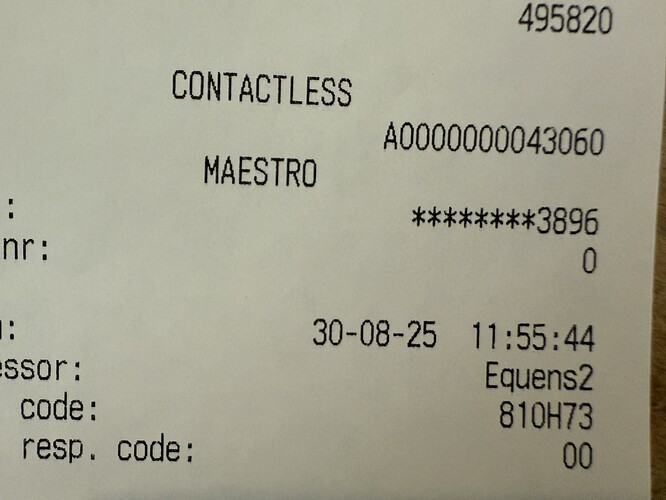 495820
CONTACTLESS
A0000000043060
MAESTRO
: ********3896
nr: 0
: 30-08-25 11:55:44
essor: Equens2
code: 810H73
resp. code: 00